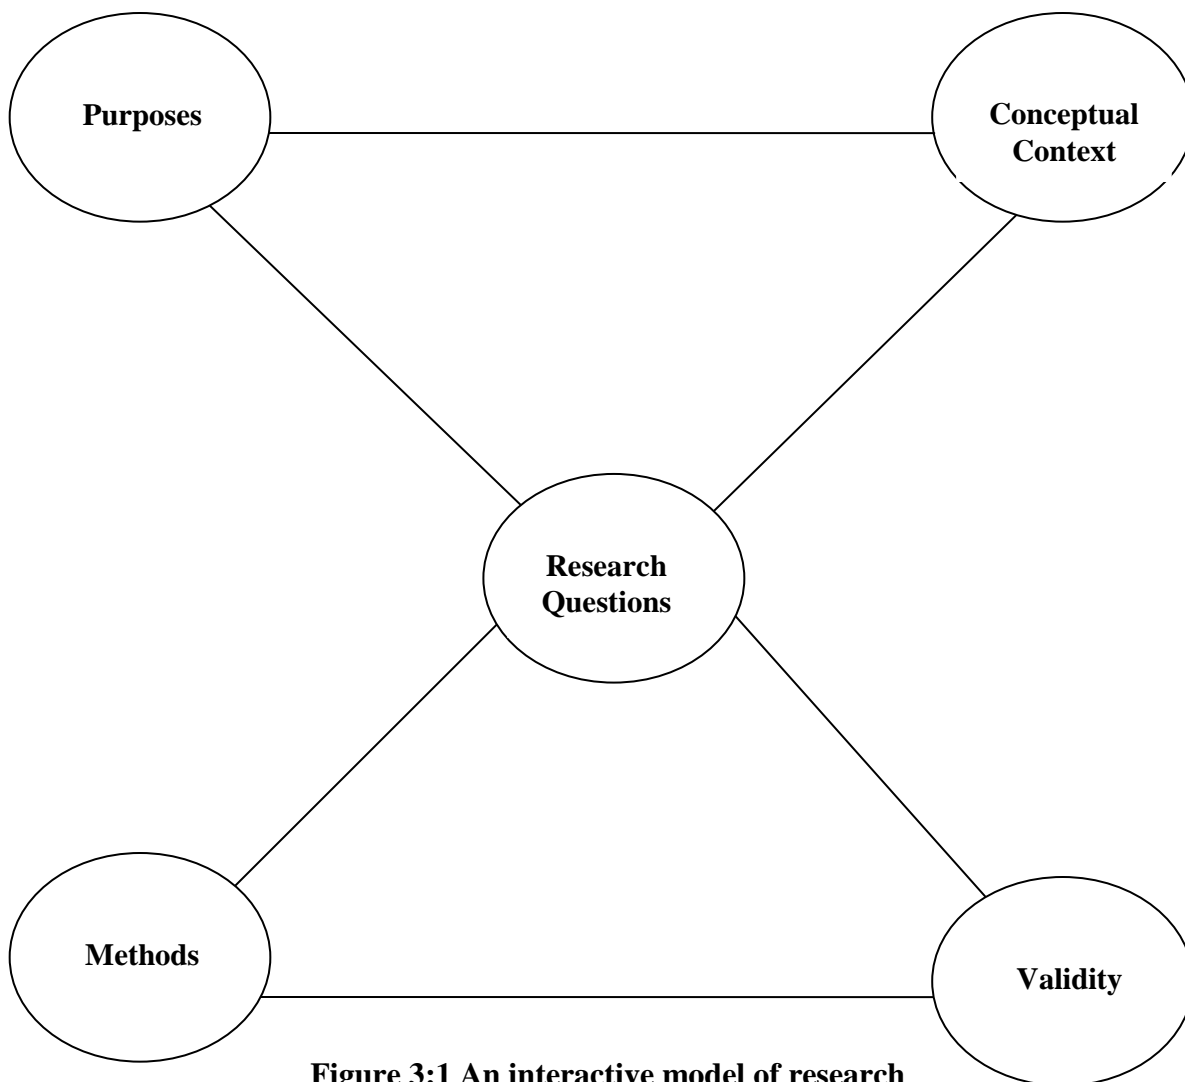 Purposes
Conceptual
Context
Research
Questions
Methods
Validity
Figure 3:1 An interactive model of research